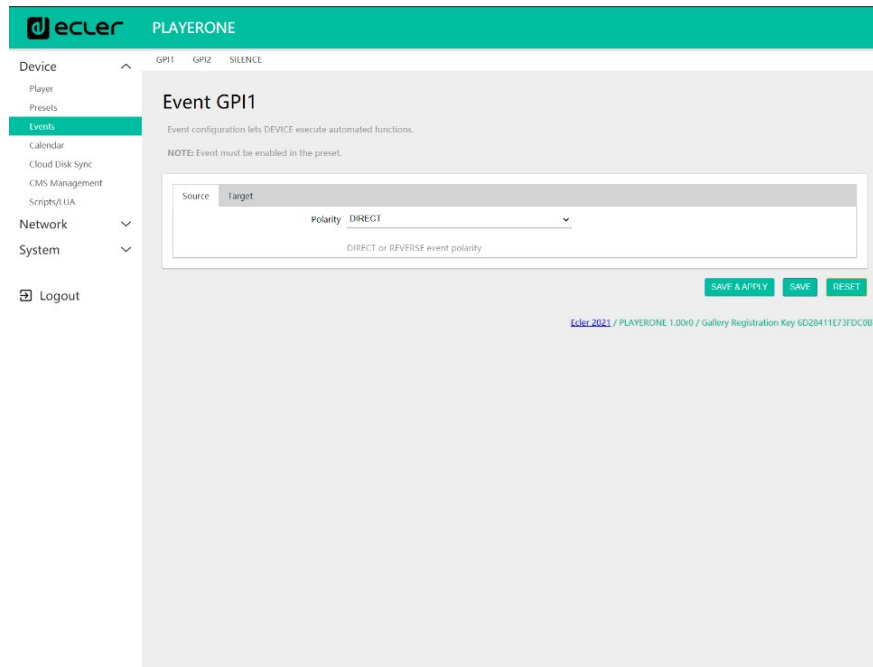 ecler PLAYERONE
GPI1 GPI2 SILENCE
Device
Player
Presets
Events
Calendar
Cloud Disk Sync
CMS Management
Scripts/LUA
Network
System
Logout
Event GPI1
Event configuration lets DEVICE execute automated functions.
NOTE: Event must be enabled in the preset.
Source Target
Polarity DIRECT
DIRECT or REVERSE event polarity
SAVE & APPLY SAVE RESET
Ecler 2021 / PLAYERONE 1.00r0 / Gallery Registration Key 6D28411E73FDC0B